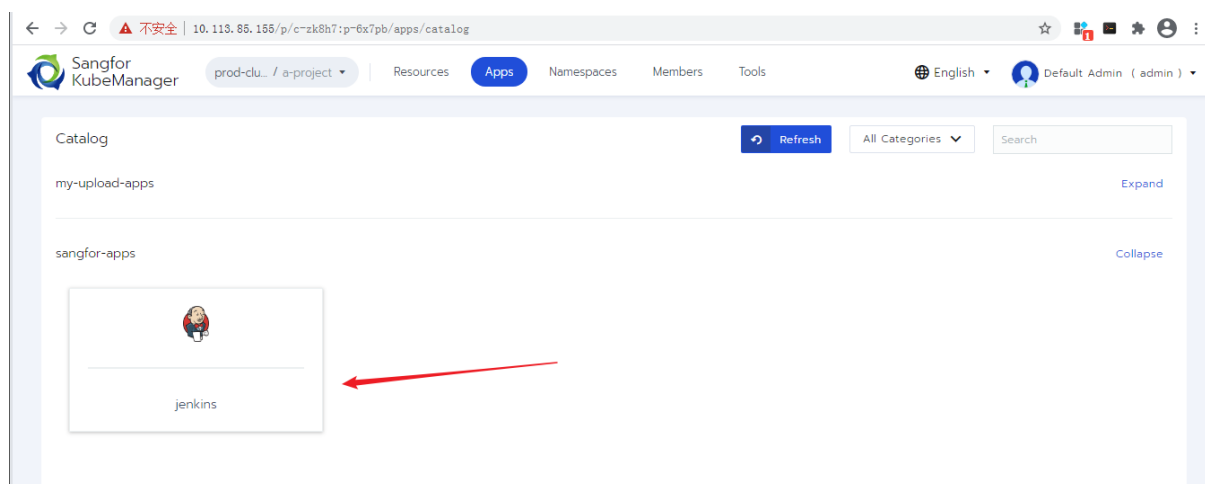 不安全 | 10.113.85.155/p/c-zk8h7:p-6x7pb/apps/catalog
1
Sangfor
KubeManager
prod-clu... / a-project
Resources
Apps
Namespaces
Members
Tools
English
Default Admin ( admin )
Catalog
Refresh
All Categories
Search
my-upload-apps
Expand
sangfor-apps
Collapse
jenkins